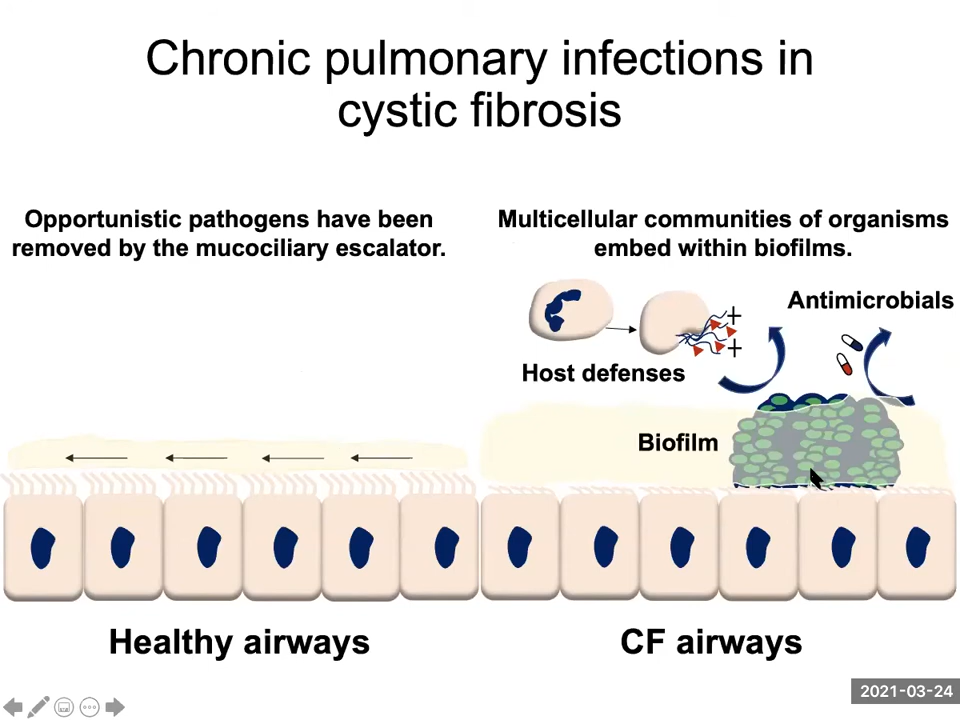 Chronic pulmonary infections in
cystic fibrosis
Opportunistic pathogens have been
removed by the mucociliary escalator.
Multicellular communities of organisms
embed within biofilms.
Antimicrobials
+
+
Host defenses
Biofilm
Healthy airways
CF airways
2021-03-24